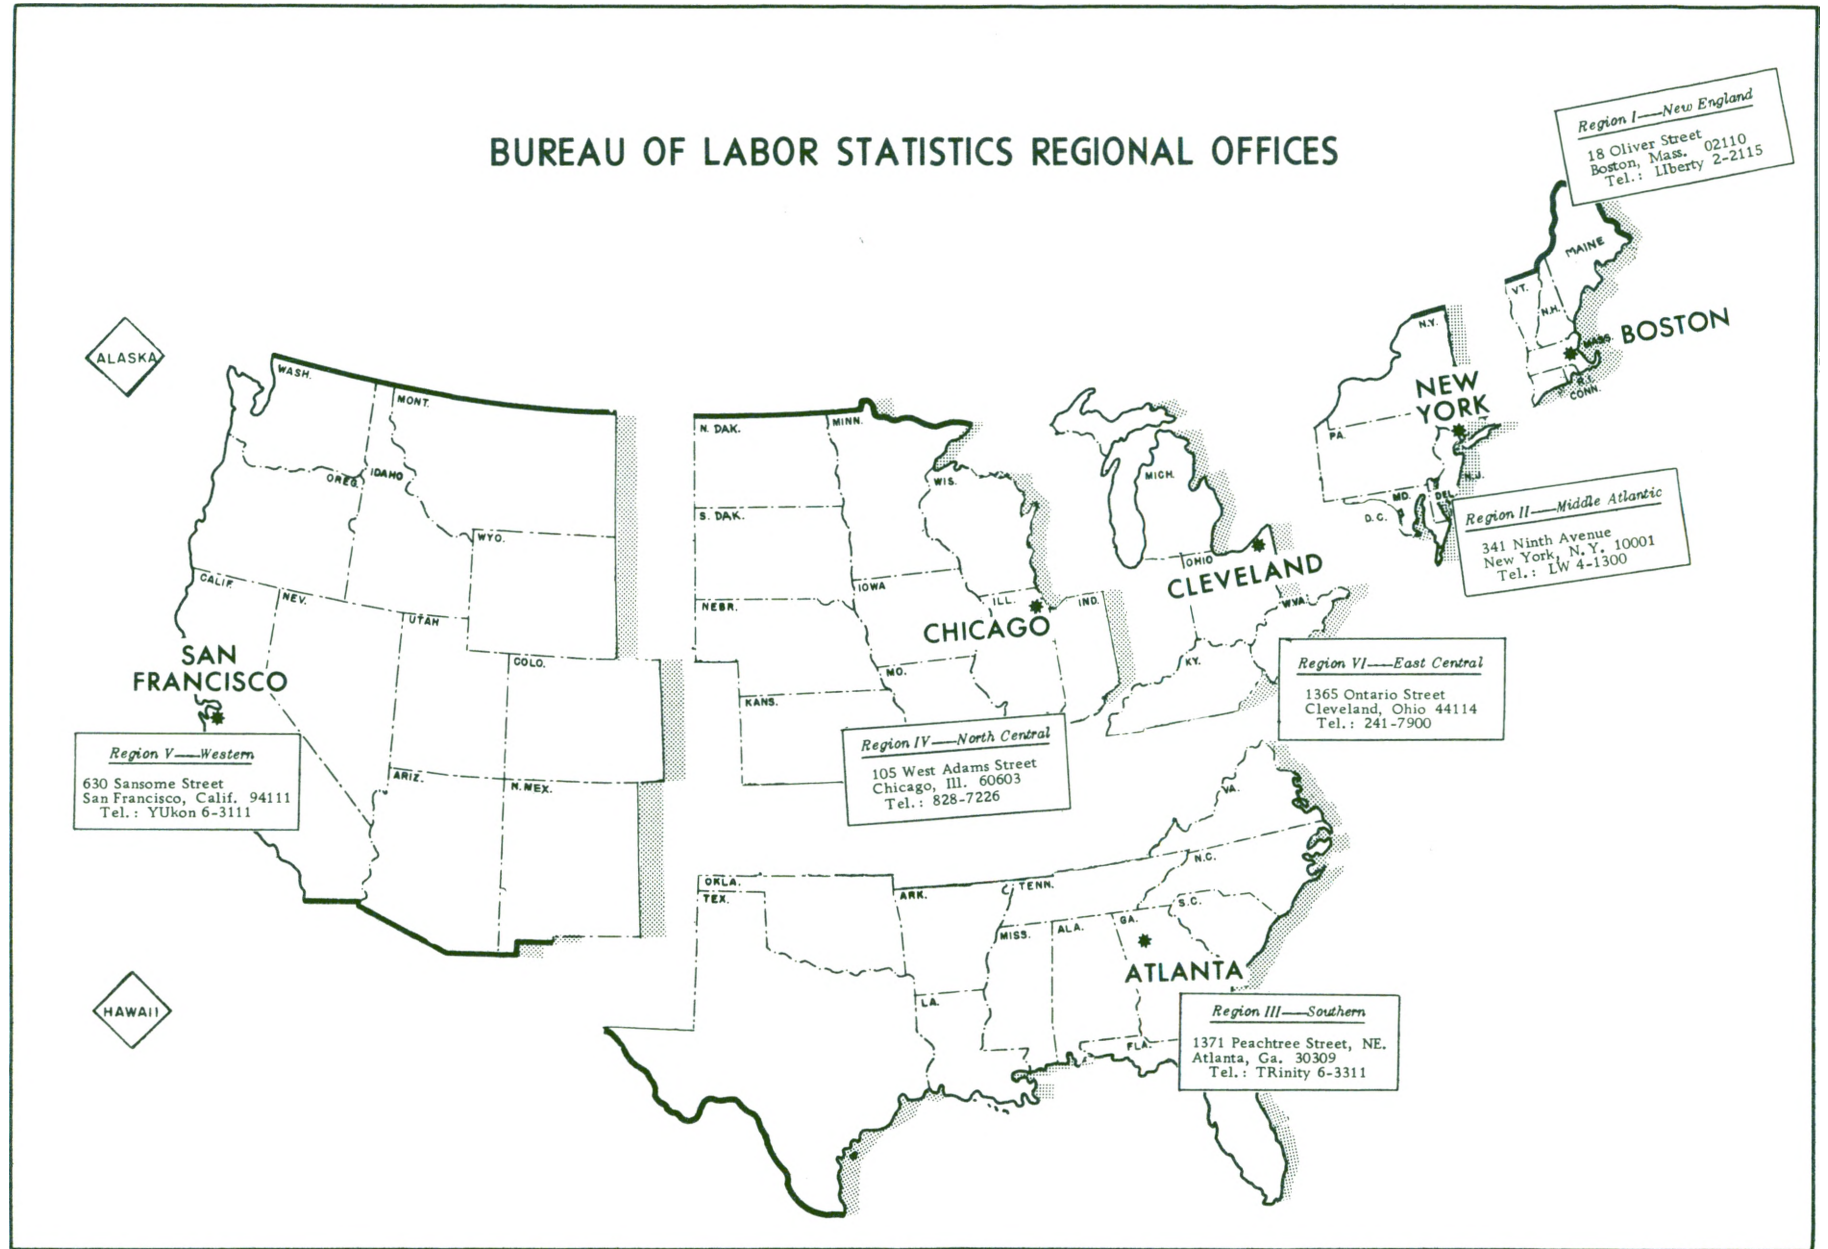 BUREAU OF LABOR STATISTICS REGIONAL OFFICES
Region I—New England
18 Oliver Street
Boston, Mass. 02110
Tel.: LIberty 2-2115
MAINE
VT.
N.H.
MASS.
BOSTON
R.I.
CONN.
N.Y.
NEW
YORK
PA.
N.J.
MD.
DEL.
D.C.
Region II—Middle Atlantic
341 Ninth Avenue
New York, N.Y. 10001
Tel.: LW 4-1300
ALASKA
WASH.
MONT.
OREG.
IDAHO
WYO.
CALIF.
NEV.
UTAH
COLO.
SAN
FRANCISCO
ARIZ.
N.MEX.
Region V—Western
630 Sansome Street
San Francisco, Calif. 94111
Tel.: YUkon 6-3111
HAWAII
N. DAK.
MINN.
S. DAK.
WIS.
NEBR.
IOWA
ILL.
IND.
CHICAGO
MO.
KANS.
Region IV—North Central
105 West Adams Street
Chicago, Ill. 60603
Tel.: 828-7226
MICH.
OHIO
CLEVELAND
W.VA.
KY.
Region VI—East Central
1365 Ontario Street
Cleveland, Ohio 44114
Tel.: 241-7900
VA.
N.C.
OKLA.
TEX.
ARK.
TENN.
S.C.
MISS.
ALA.
GA.
ATLANTA
LA.
FLA.
Region III—Southern
1371 Peachtree Street, NE.
Atlanta, Ga. 30309
Tel.: TRinity 6-3311